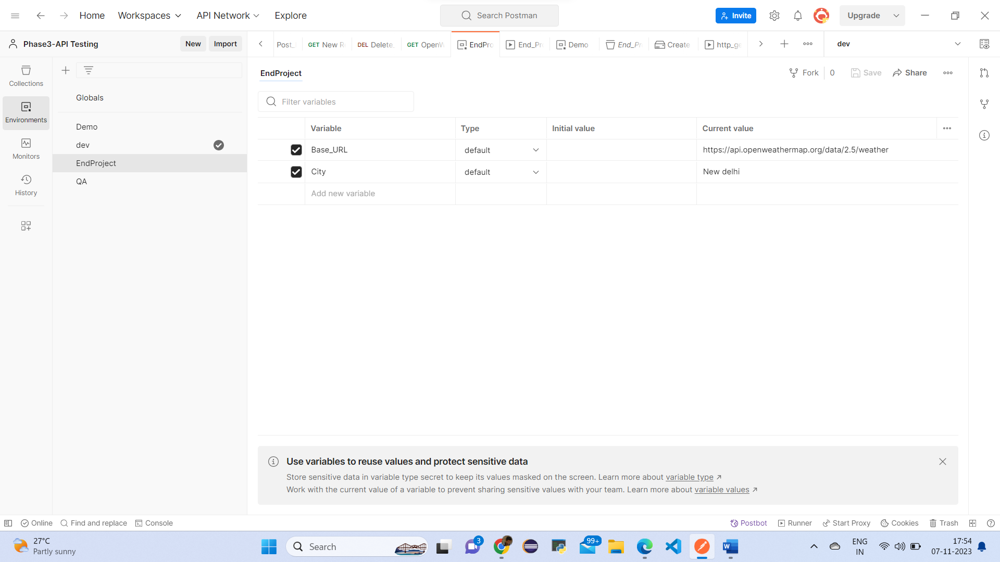 Home Workspaces API Network Explore Search Postman Invite Upgrade
Phase3-API Testing New Import Post_ GET New Re DEL Delete_ GET OpenW EndPro End_Pr Demo End_Pr Create http_ge dev
Collections
Environments
Monitors
History
Globals
Demo
dev
EndProject
QA
EndProject Fork 0 Save Share
Filter variables
Variable Type Initial value Current value
Base_URL default https://api.openweathermap.org/data/2.5/weather
City default New delhi
Add new variable
Use variables to reuse values and protect sensitive data
Store sensitive data in variable type secret to keep its values masked on the screen. Learn more about variable type ↗
Work with the current value of a variable to prevent sharing sensitive values with your team. Learn more about variable values ↗
Online Find and replace Console Postbot Runner Start Proxy Cookies Trash
27°C
Partly sunny
Search
3
99+
ENG
IN
17:54
07-11-2023